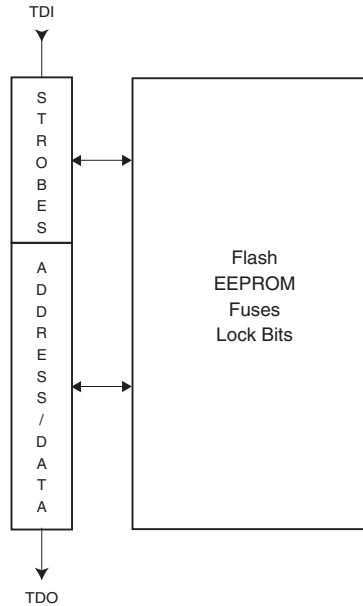 TDI
STROBES
ADDRESS/DATA
Flash
EEPROM
Fuses
Lock Bits
TDO